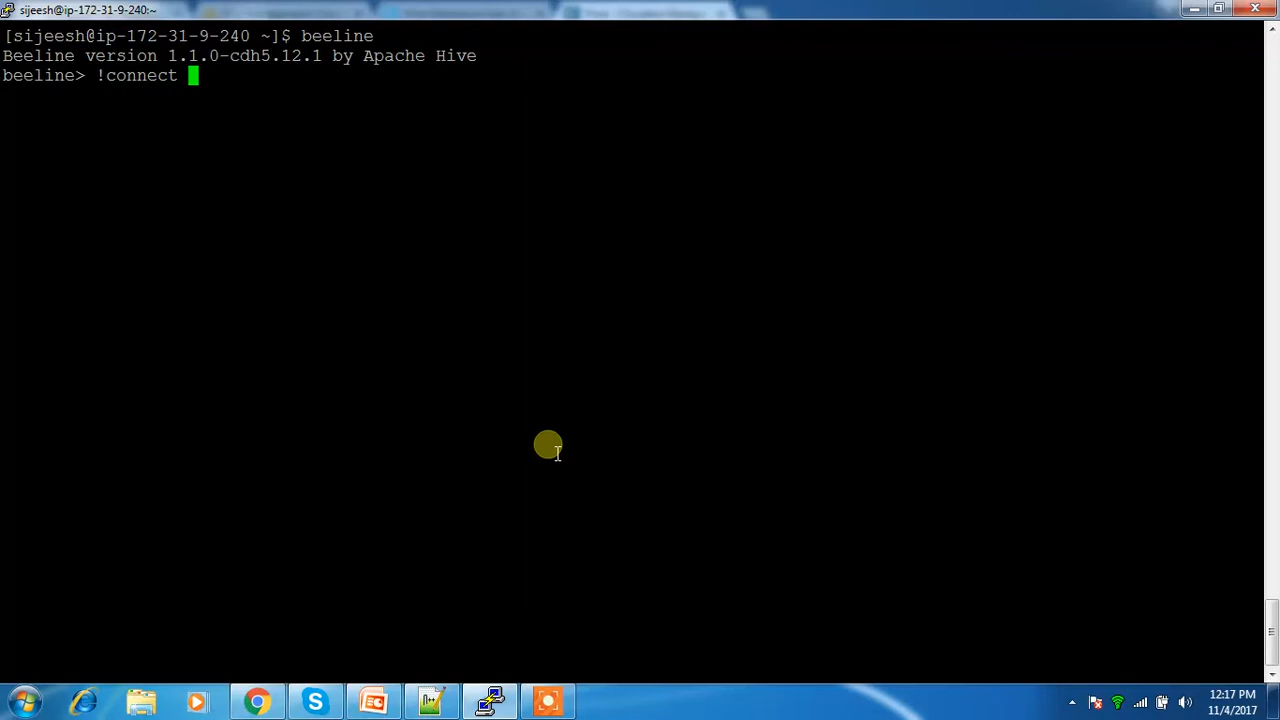 sijeesh@ip-172-31-9-240:~
[sijeesh@ip-172-31-9-240 ~]$ beeline
Beeline version 1.1.0-cdh5.12.1 by Apache Hive
beeline> !connect
12:17 PM
11/4/2017